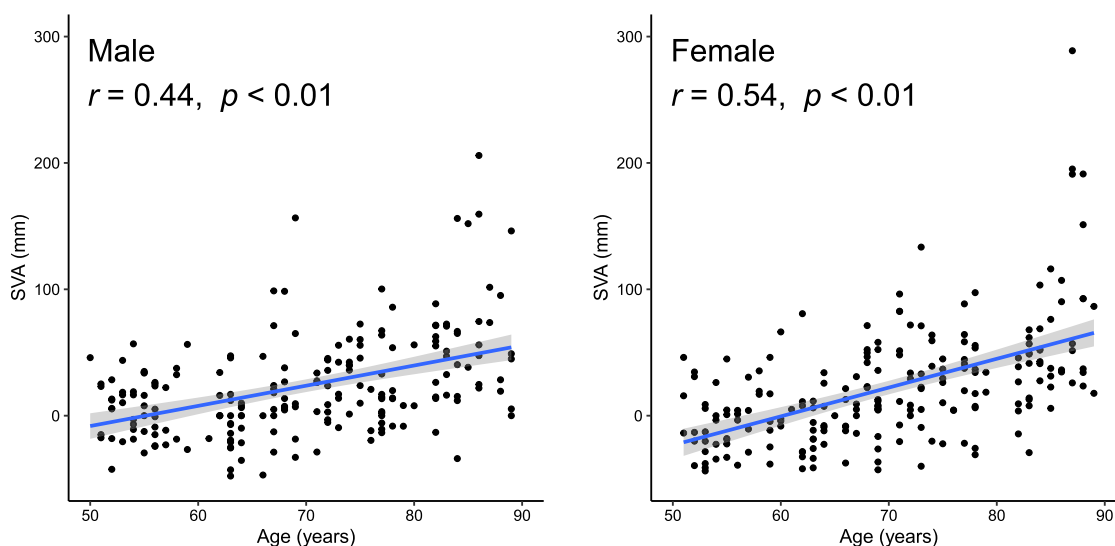 Male
r = 0.44, p < 0.01
300
200
100
0
SVA (mm)
50 60 70 80 90
Age (years)
Female
r = 0.54, p < 0.01
300
200
100
0
SVA (mm)
50 60 70 80 90
Age (years)